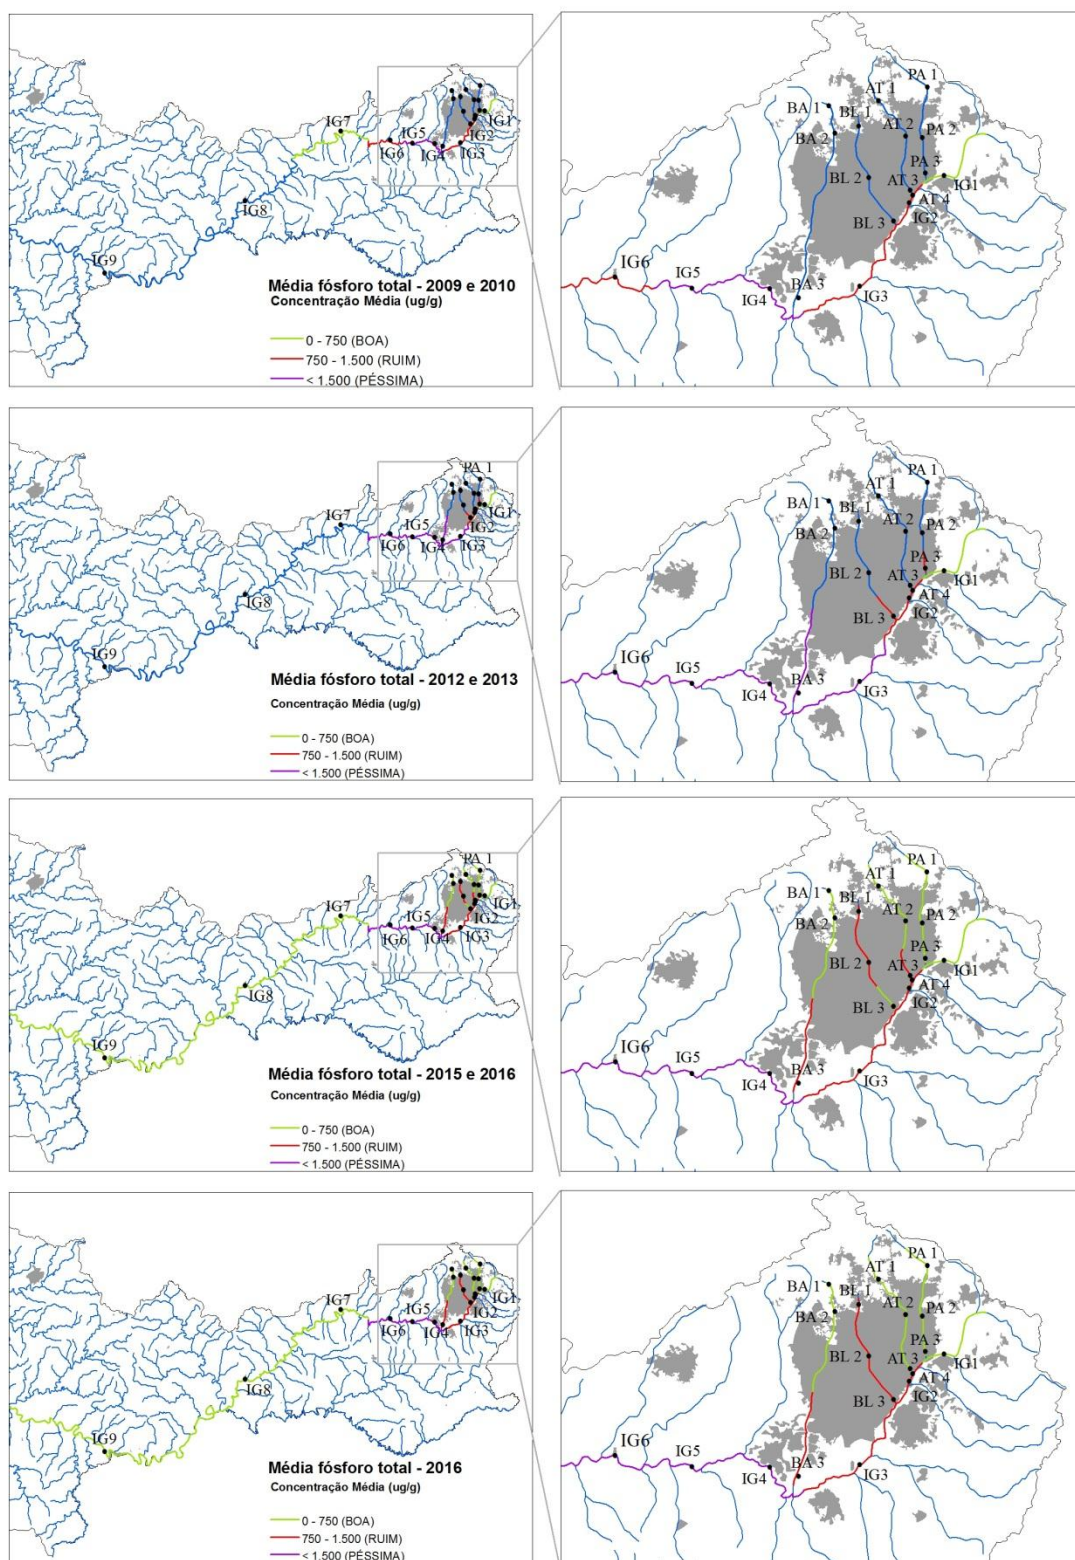 IG7
IG5
IG1
IG2
IG6
IG4
IG3
IG8
IG9
Média fósforo total - 2009 e 2010
Concentração Média (ug/g)
0 - 750 (BOA)
750 - 1.500 (RUIM)
< 1.500 (PÉSSIMA)
PA 1
AT 1
BA 1
BL 1
AT 2
BA 2
PA 2
PA 3
BL 2
AT 3
IG1
AT 4
IG2
BL 3
IG6
IG5
BA 3
IG4
IG3
PA 1
IG7
IG5
IG1
IG2
IG6
IG4
IG3
IG8
IG9
Média fósforo total - 2012 e 2013
Concentração Média (ug/g)
0 - 750 (BOA)
750 - 1.500 (RUIM)
< 1.500 (PÉSSIMA)
PA 1
AT 1
BA 1
BL 1
AT 2
BA 2
PA 2
PA 3
BL 2
AT 3
IG1
AT 4
IG2
BL 3
IG6
IG5
BA 3
IG4
IG3
PA 1
IG7
IG5
IG1
IG2
IG6
IG4
IG3
IG8
IG9
Média fósforo total - 2015 e 2016
Concentração Média (ug/g)
0 - 750 (BOA)
750 - 1.500 (RUIM)
< 1.500 (PÉSSIMA)
PA 1
AT 1
BA 1
BL 1
AT 2
BA 2
PA 2
PA 3
BL 2
AT 3
IG1
AT 4
IG2
BL 3
IG6
IG5
BA 3
IG4
IG3
IG7
IG5
IG1
IG2
IG6
IG4
IG3
IG8
IG9
Média fósforo total - 2016
Concentração Média (ug/g)
0 - 750 (BOA)
750 - 1.500 (RUIM)
< 1.500 (PÉSSIMA)
PA 1
AT 1
BA 1
BL 1
AT 2
BA 2
PA 2
PA 3
BL 2
AT 3
IG1
AT 4
IG2
BL 3
IG6
IG5
BA 3
IG4
IG3